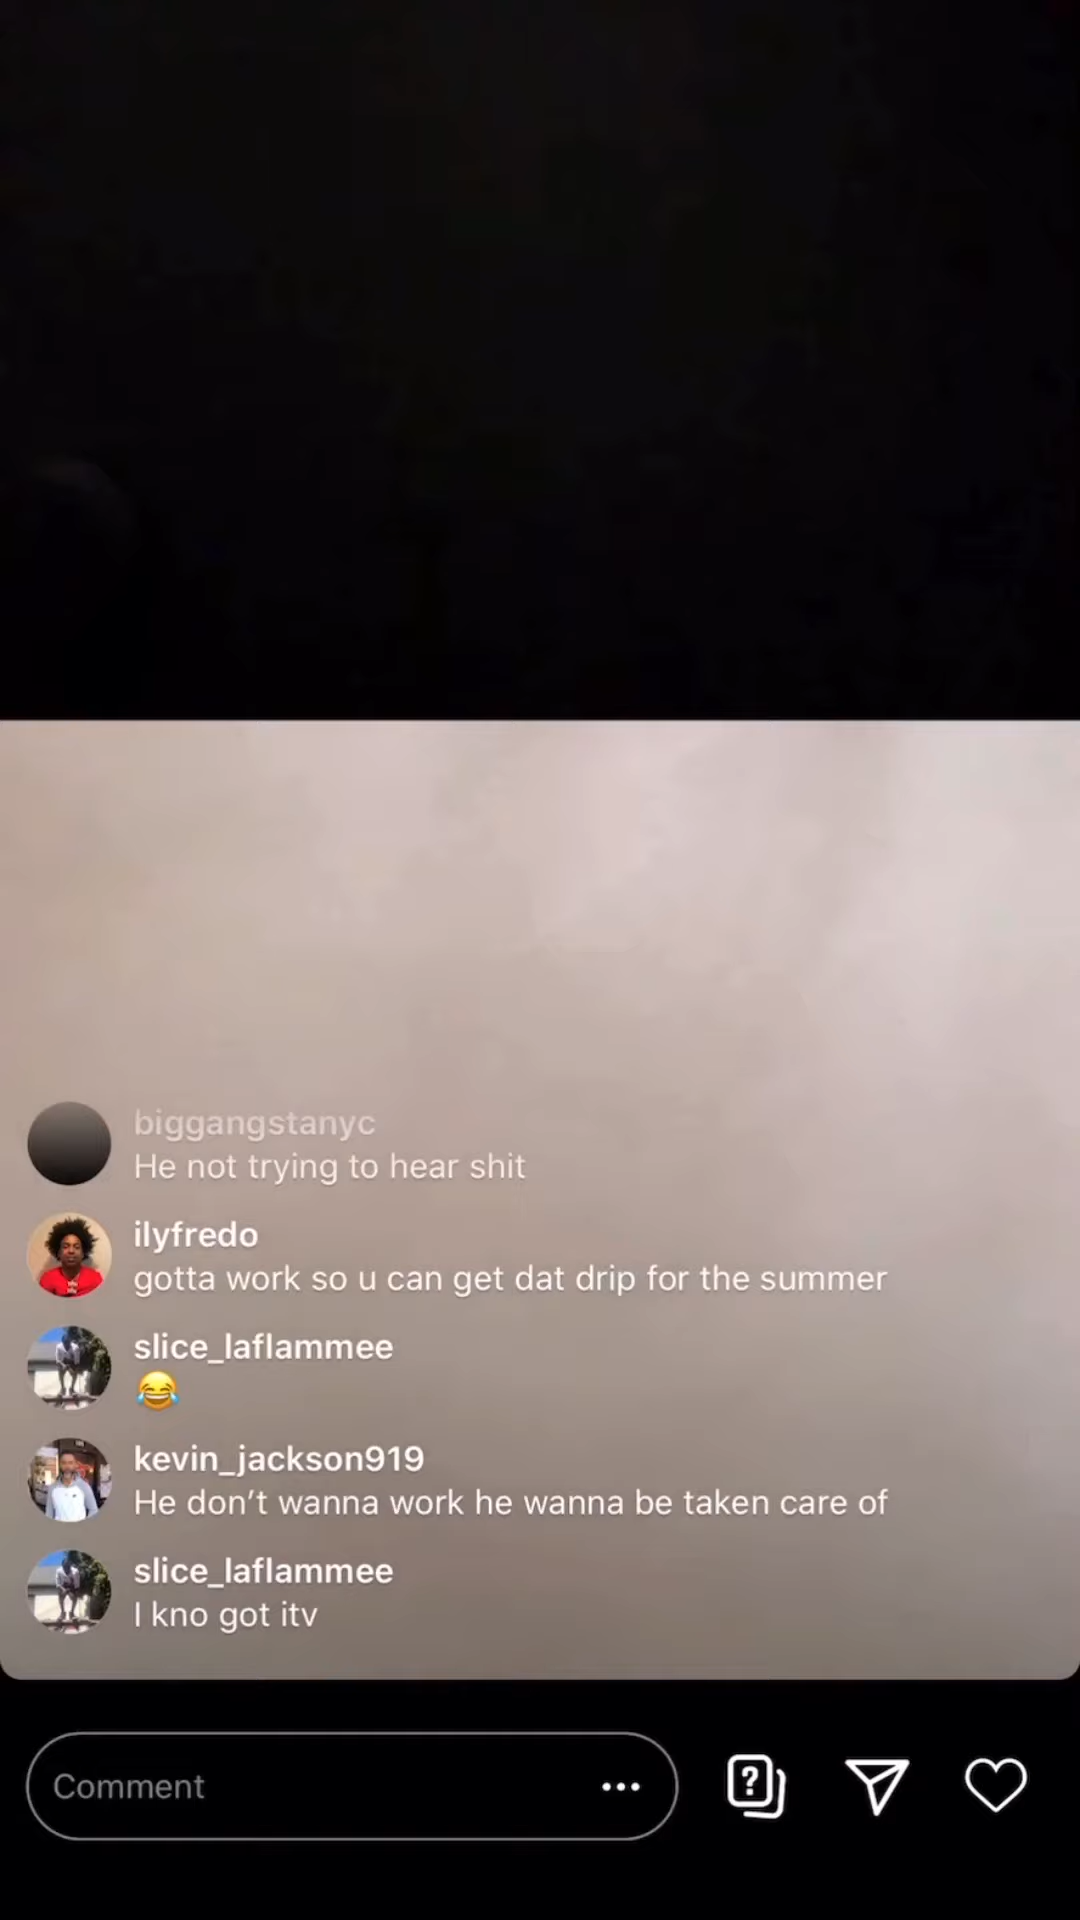 biggangstanyc
He not trying to hear shit
ilyfredo
gotta work so u can get dat drip for the summer
slice_laflammee
😂
kevin_jackson919
He don’t wanna work he wanna be taken care of
slice_laflammee
I kno got itv
Comment